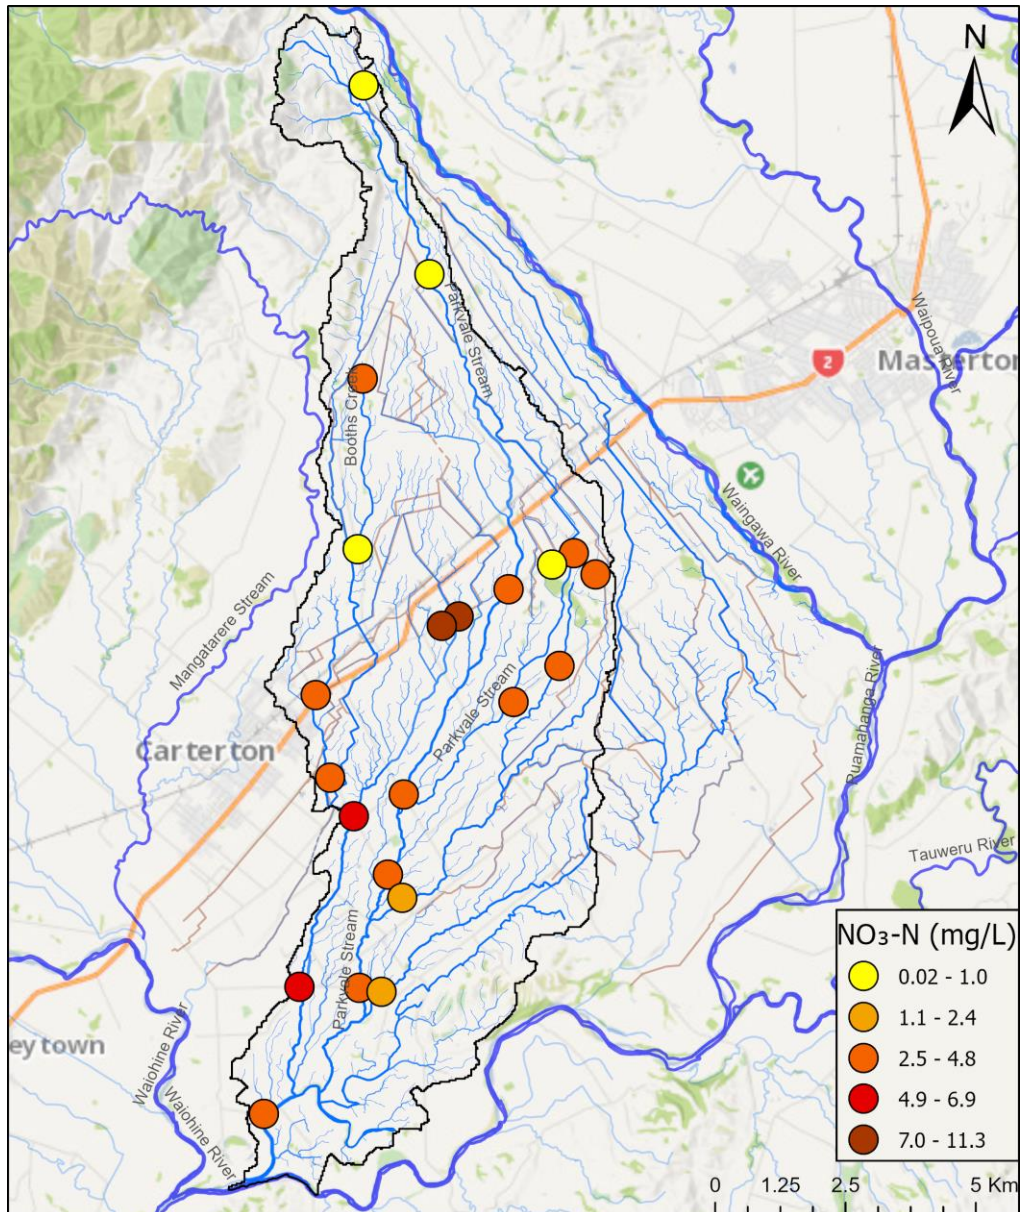 N
Parkvale Stream
2
Masterton
Waipoua River
Booths Creek
Waingawa River
Mangatarere Stream
Parkvale Stream
Carterton
Ruamahanga River
Tauweru River
Parkvale Stream
NO₃-N (mg/L)
0.02 - 1.0
1.1 - 2.4
2.5 - 4.8
4.9 - 6.9
7.0 - 11.3
eytown
Waiohine River
Waiohine River
0 1.25 2.5 5 Km